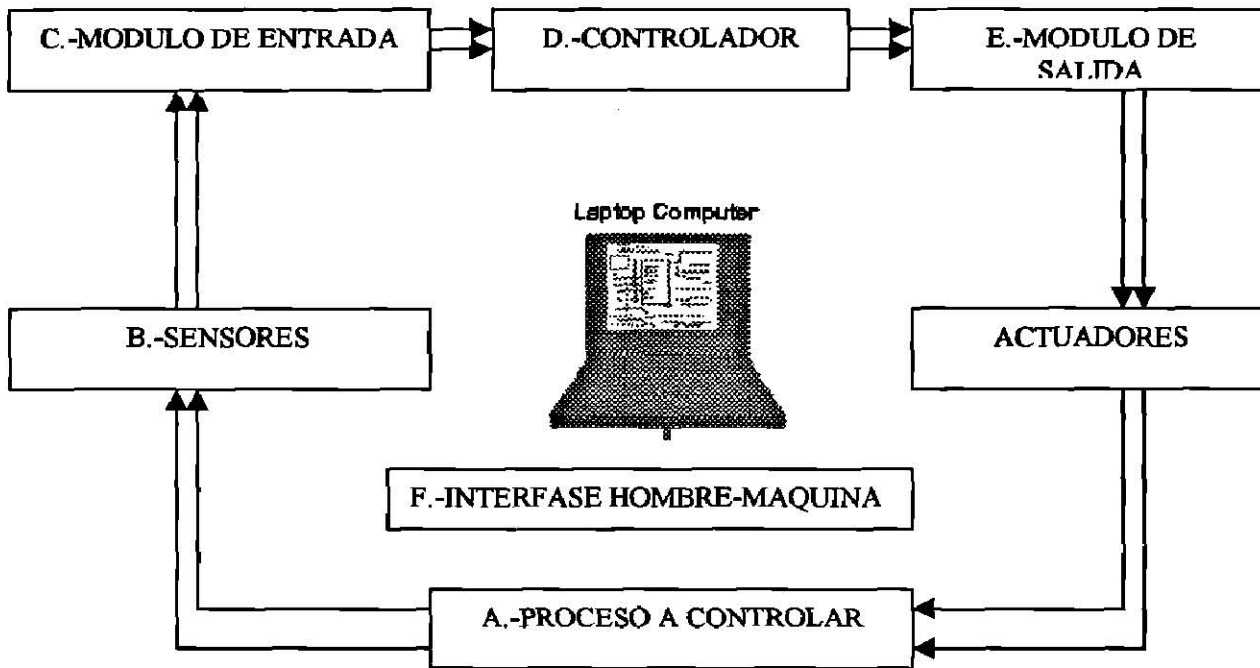 C.-MODULO DE ENTRADA
D.-CONTROLADOR
E.-MODULO DE
SALIDA
Laptop Computer
B.-SENSORES
ACTUADORES
F.-INTERFASE HOMBRE-MAQUINA
A.-PROCESO A CONTROLAR